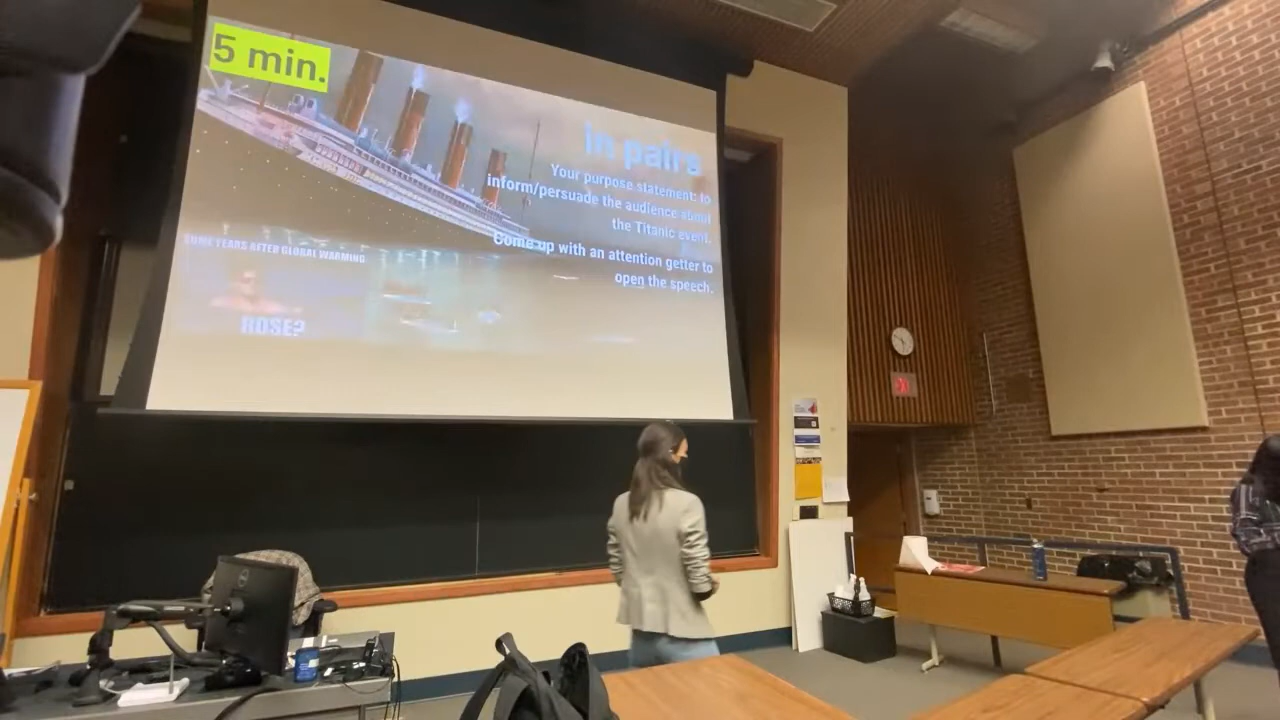 5 min.
in pairs
Your purpose statement: to
inform/persuade the audience about
the Titanic event.
Come up with an attention getter to
open the speech.
SOME YEARS AFTER GLOBAL WARMING
ROSE?
DELL